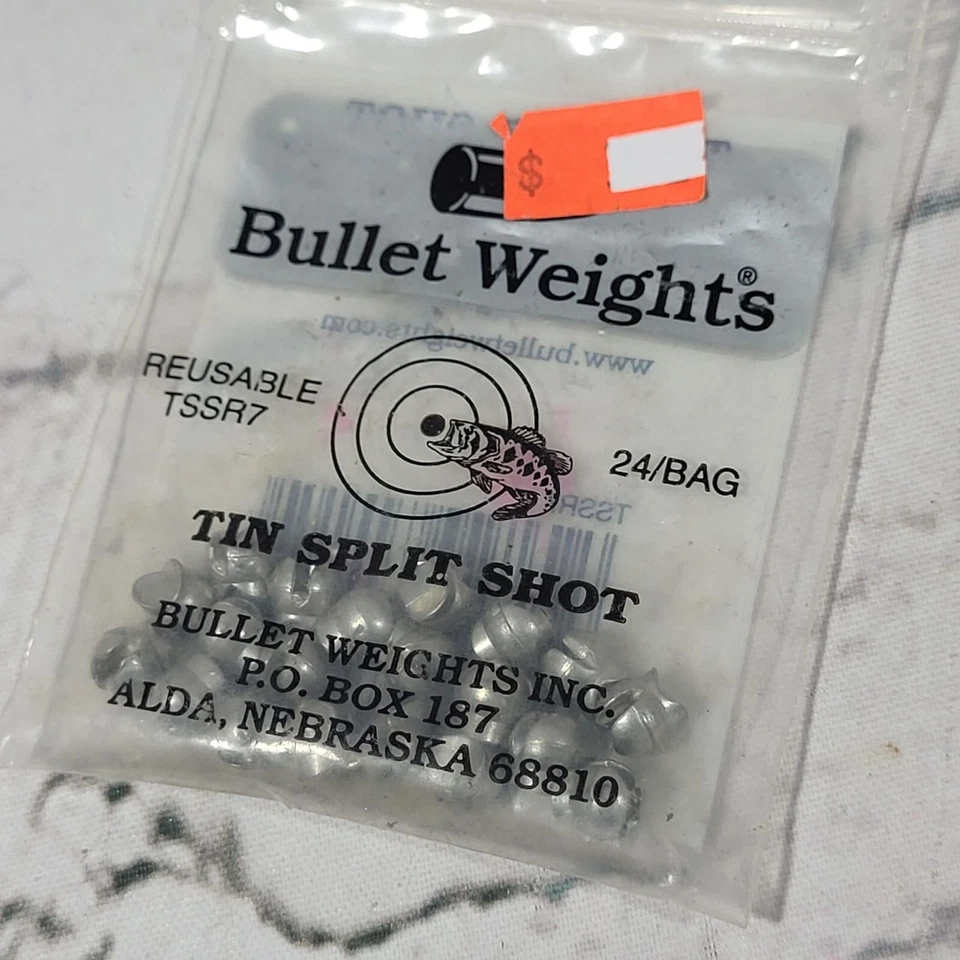 $
Bullet Weights®
www.bulletweights.com
REUSABLE
TSSR7
24/BAG
TSSR
TIN SPLIT SHOT
BULLET WEIGHTS INC.
P.O. BOX 187
ALDA, NEBRASKA 68810